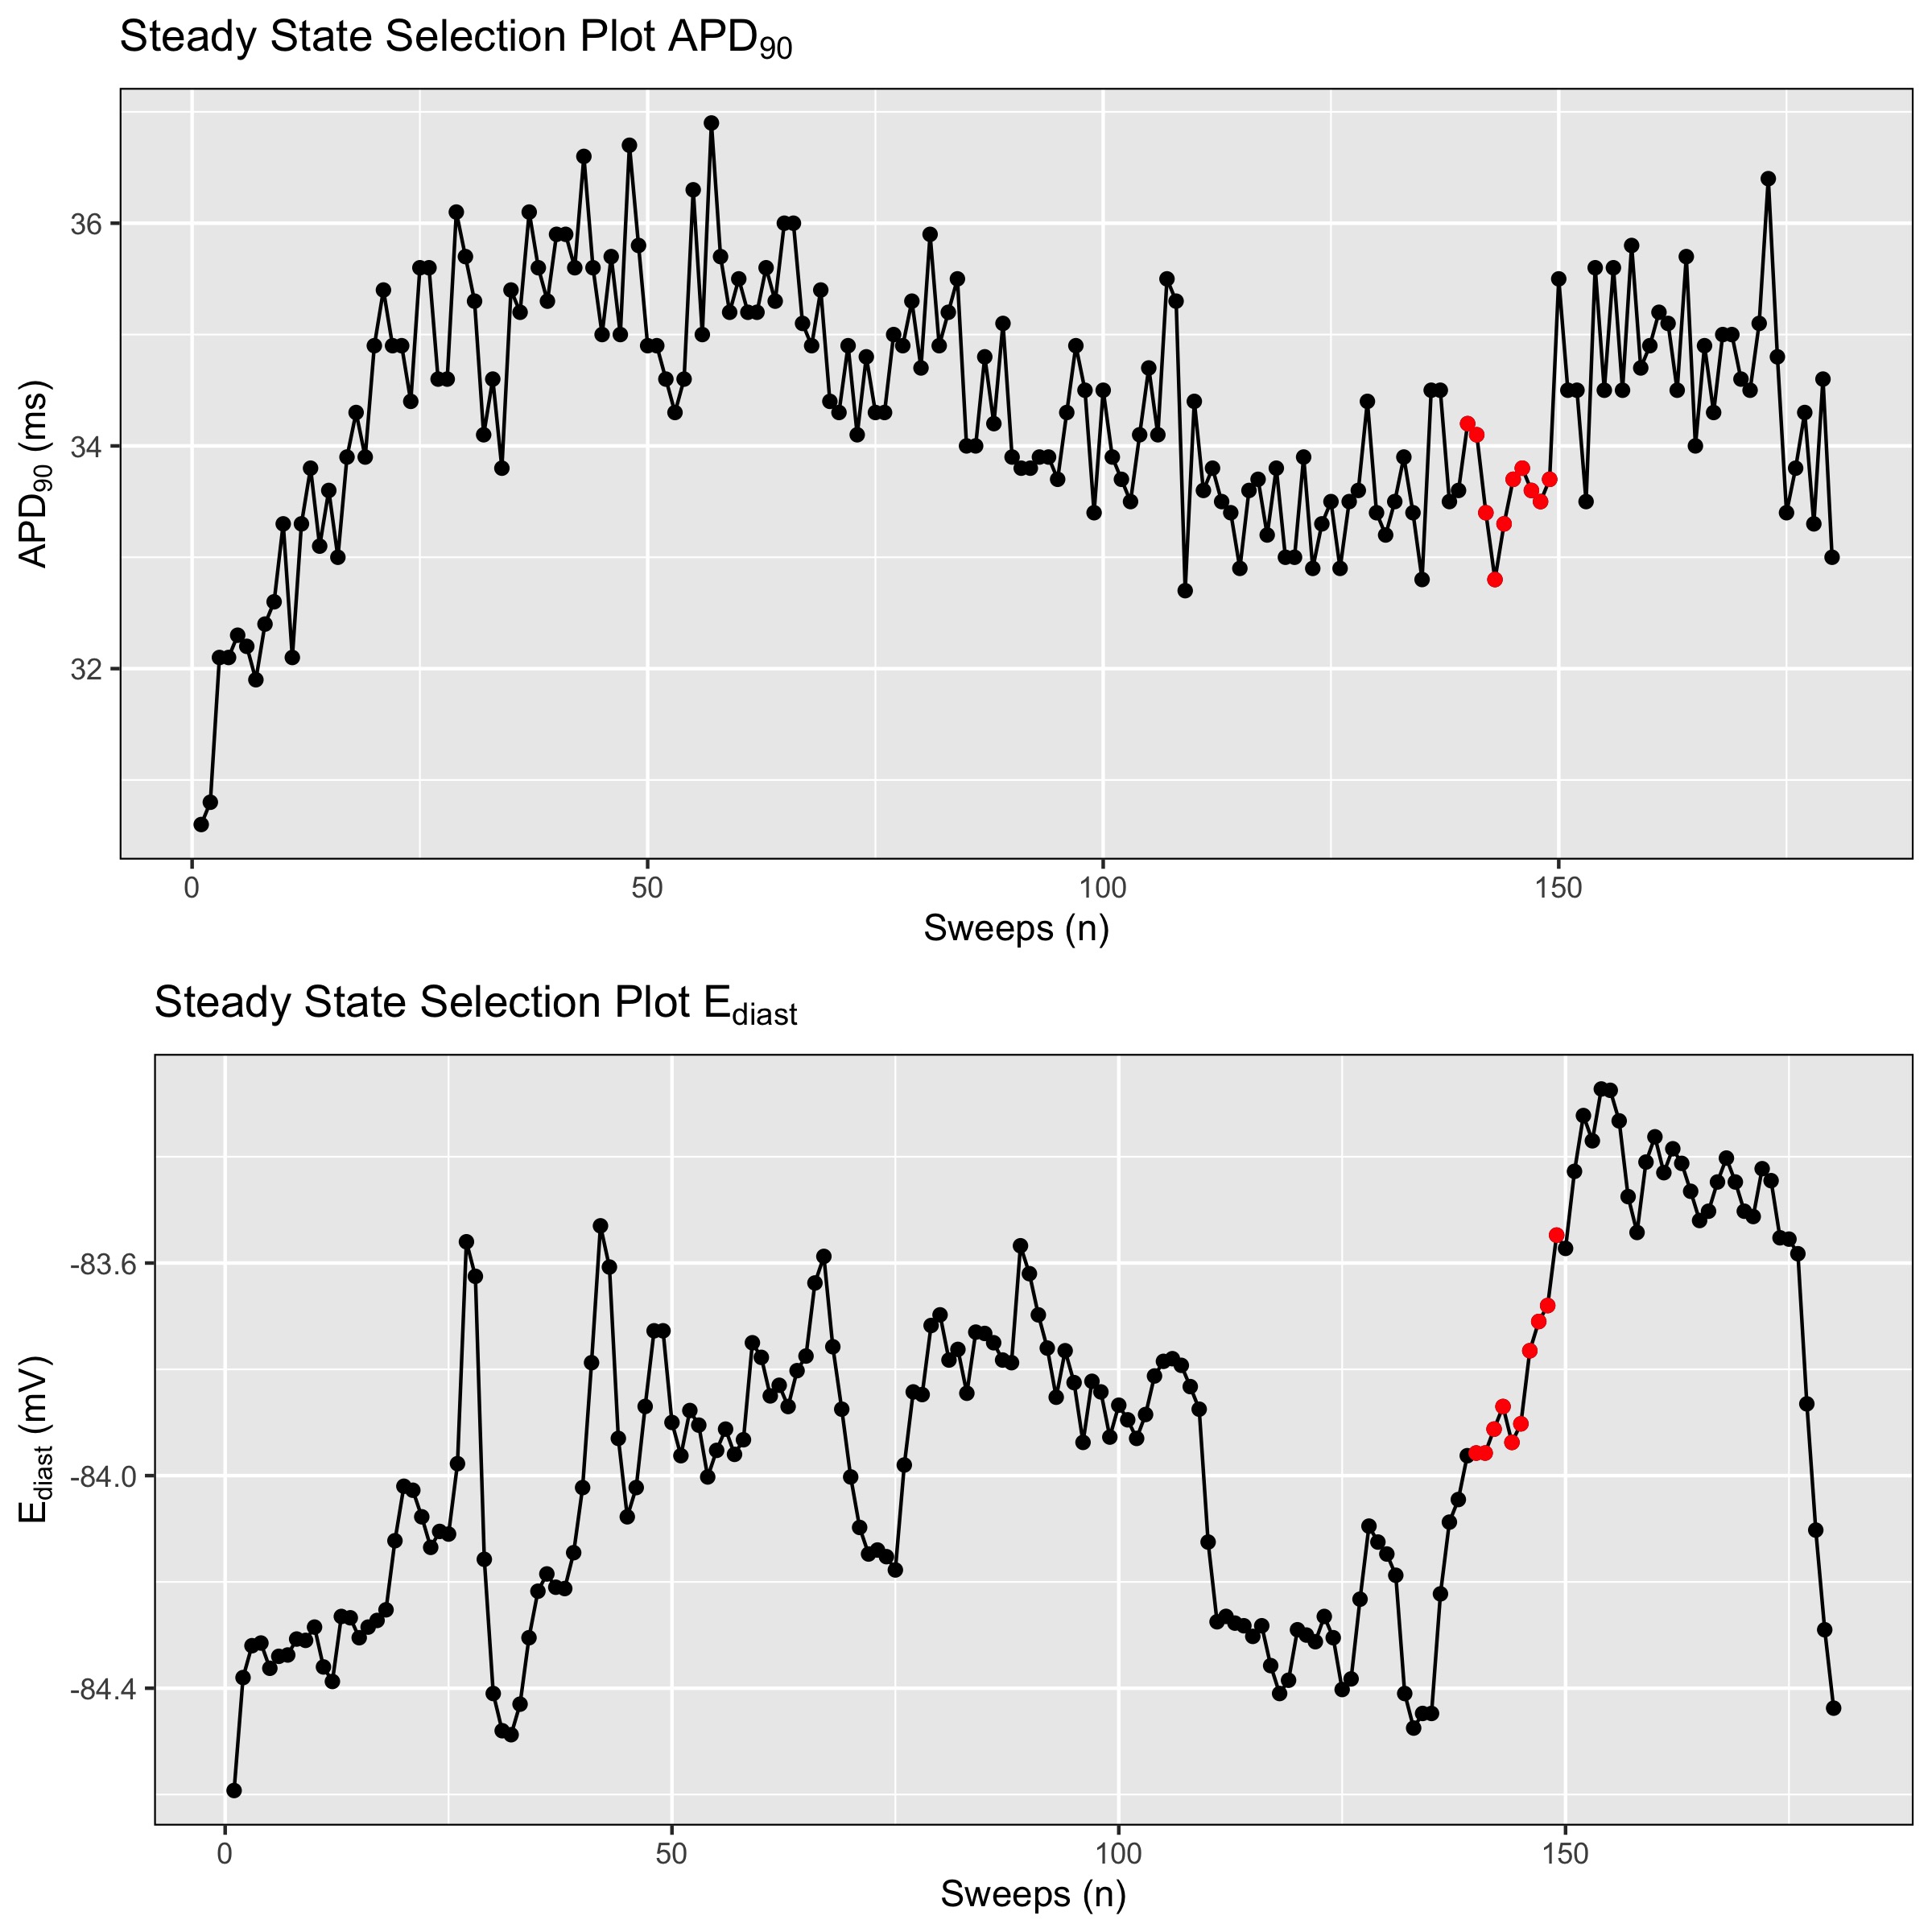 Steady State Selection Plot APD90
36
34
32
APD90 (ms)
0 50 100 150
Sweeps (n)
Steady State Selection Plot Ediast
-83.6
-84.0
-84.4
Ediast (mV)
0 50 100 150
Sweeps (n)